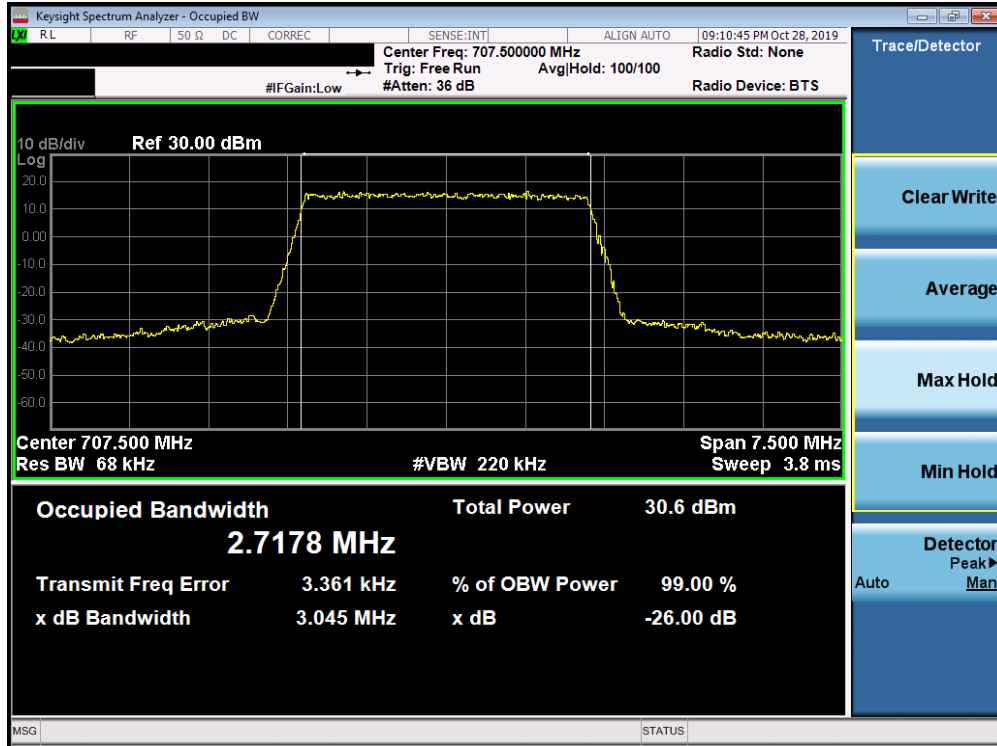 Keysight Spectrum Analyzer - Occupied BW
LXI RL RF 50 Ω DC CORREC SENSE:INT ALIGN AUTO 09:10:45 PM Oct 28, 2019
Center Freq: 707.500000 MHz Radio Std: None
Trig: Free Run Avg|Hold: 100/100
#IFGain:Low #Atten: 36 dB Radio Device: BTS
10 dB/div Ref 30.00 dBm
Log
20.0
10.0
0.00
-10.0
-20.0
-30.0
-40.0
-50.0
-60.0
Center 707.500 MHz Span 7.500 MHz
Res BW 68 kHz #VBW 220 kHz Sweep 3.8 ms
Occupied Bandwidth Total Power 30.6 dBm
2.7178 MHz
Transmit Freq Error 3.361 kHz % of OBW Power 99.00 %
x dB Bandwidth 3.045 MHz x dB -26.00 dB
MSG STATUS
Trace/Detector
Clear Write
Average
Max Hold
Min Hold
Detector
Peak▶
Auto Man